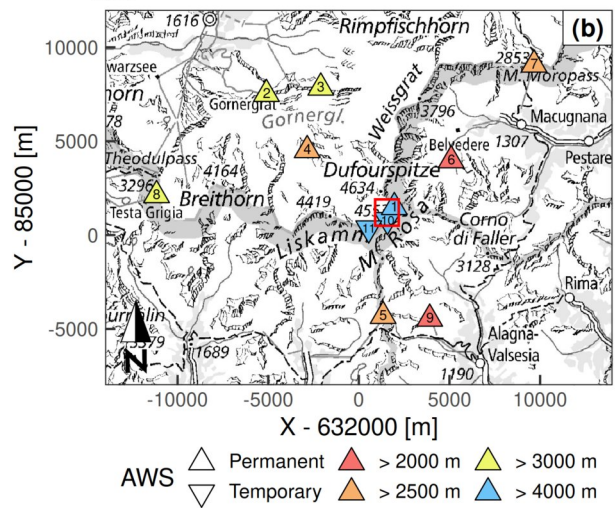 (b)
1616
Rimpfischhorn
10000
2853
7
M. Moropass
warzsee
2
3
horn
Gornergrat
Gornergl.
Weissgrat
3796
Macugnana
78
5000
Theodulpass
4
Belvedere
1307
6
Pestare
Dufourspitze
3296
4164
4634
8
Breithorn
4419
1
Testa Grigia
10
Corno
di Faller
0
Liskamm
11
M. Rosa
3128
Rima
5
9
-5000
N
1689
Alagna-
Valsesia
1190
-10000
-5000
0
5000
10000
X - 632000 [m]
Y - 85000 [m]
AWS
Permanent
> 2000 m
> 3000 m
Temporary
> 2500 m
> 4000 m